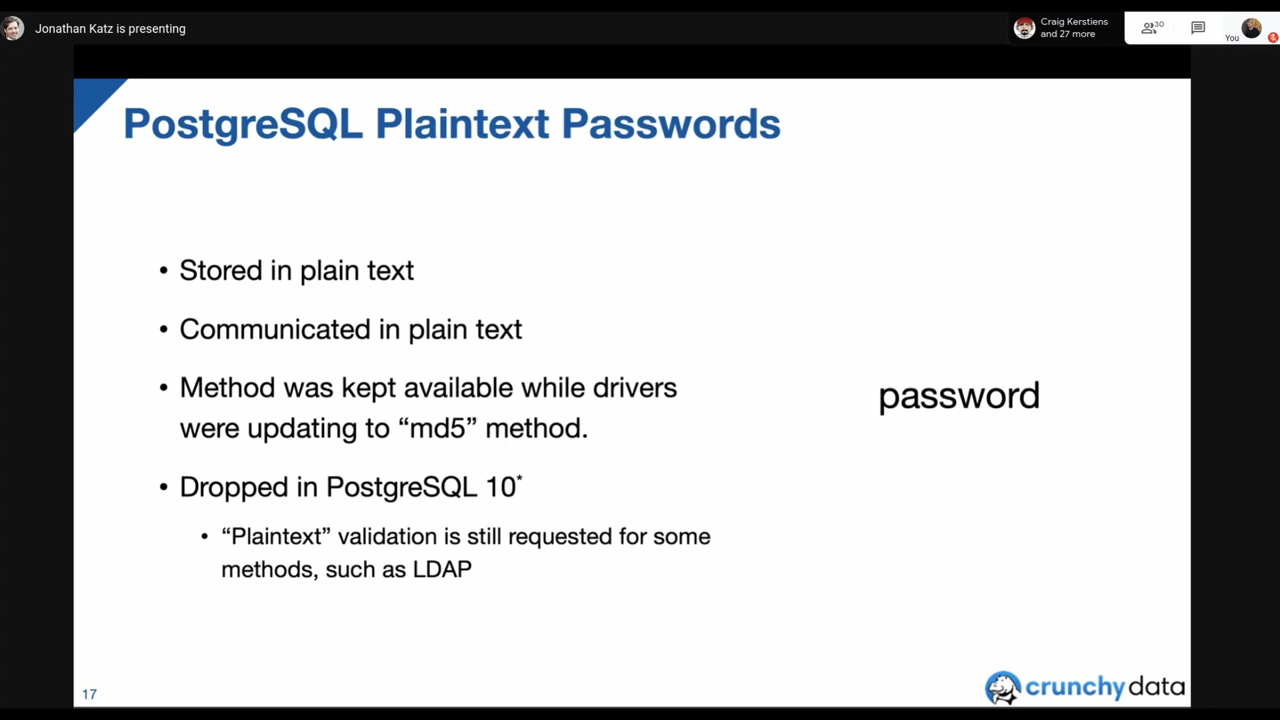 Jonathan Katz is presenting
Craig Kerstiens
and 27 more
30
You
PostgreSQL Plaintext Passwords
• Stored in plain text
• Communicated in plain text
• Method was kept available while drivers
were updating to “md5” method.
• Dropped in PostgreSQL 10*
• “Plaintext” validation is still requested for some
methods, such as LDAP
password
17
crunchydata